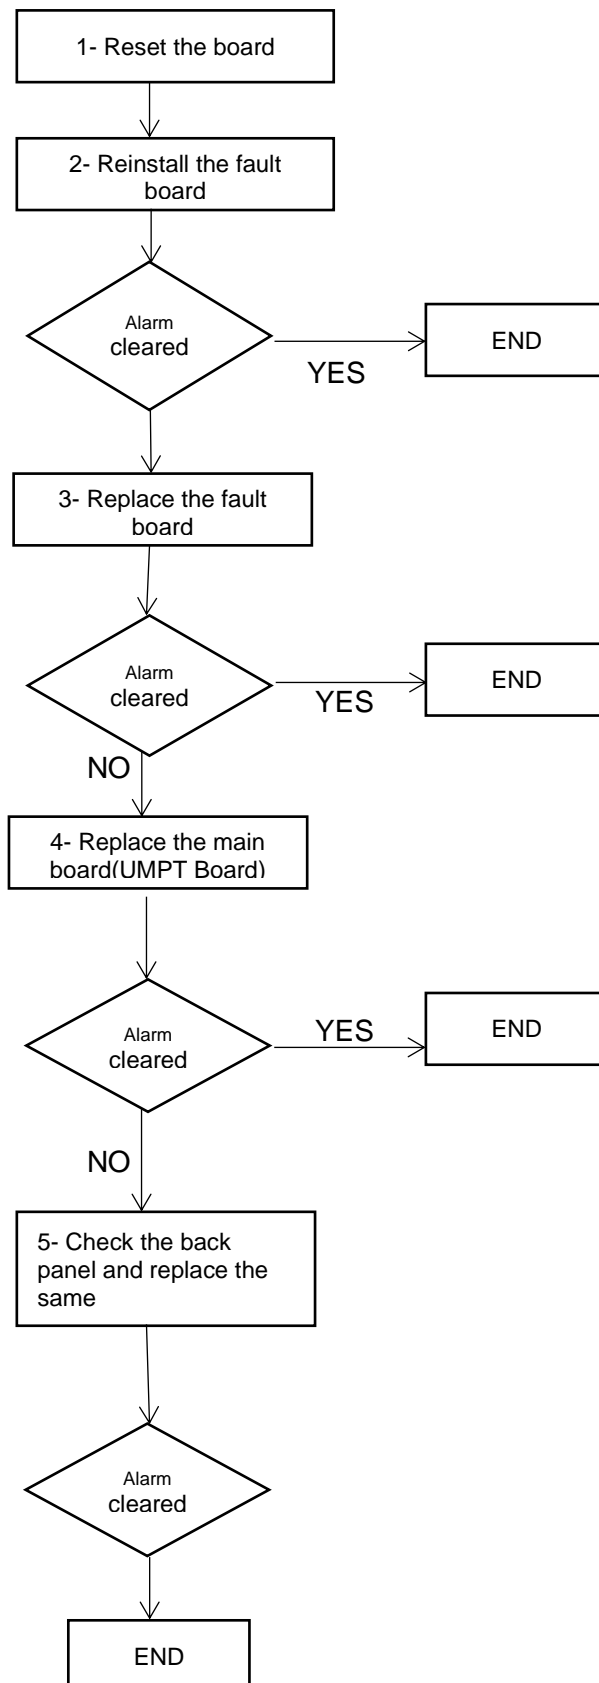 1- Reset the board
2- Reinstall the fault
board
Alarm
cleared
YES
END
3- Replace the fault
board
Alarm
cleared
YES
END
NO
4- Replace the main
board(UMPT Board)
Alarm
cleared
YES
END
NO
5- Check the back
panel and replace the
same
Alarm
cleared
END